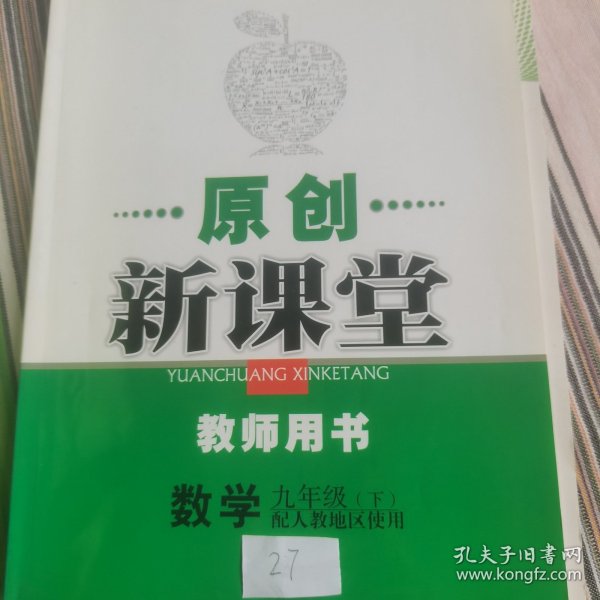 原创
新课堂
YUANCHUANG XINKETANG
教师用书
数学 九年级（下）
配人教地区使用
27
孔夫子旧书网
www.kongfz.com